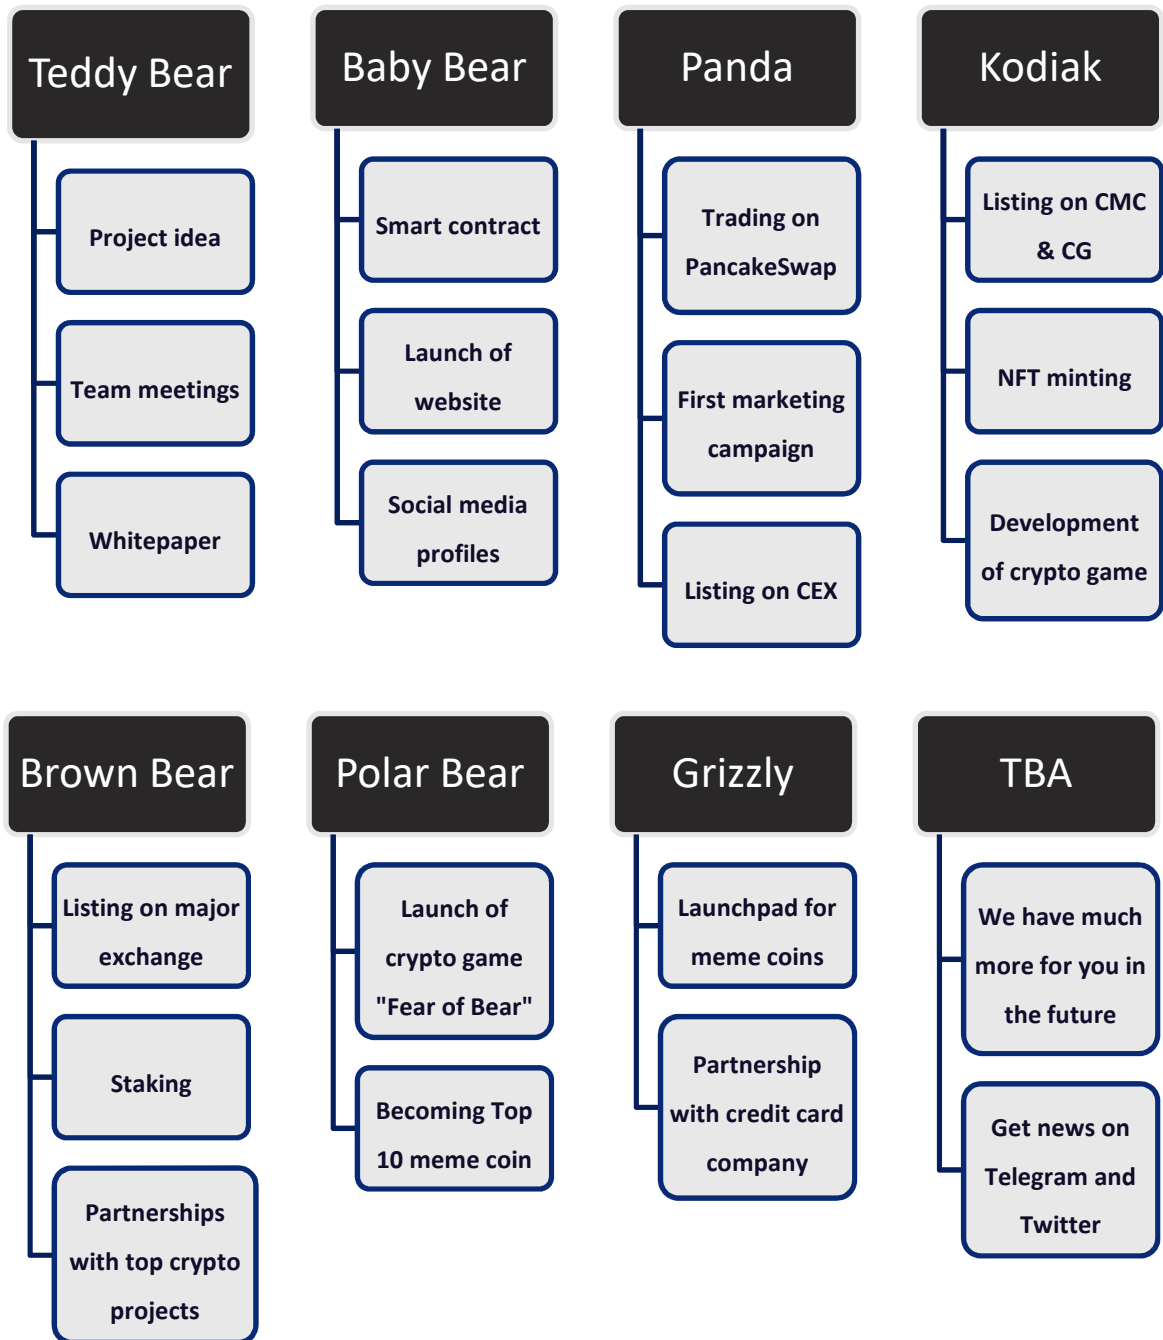 Teddy Bear
Project idea
Team meetings
Whitepaper
Baby Bear
Smart contract
Launch of
website
Social media
profiles
Panda
Trading on
PancakeSwap
First marketing
campaign
Listing on CEX
Kodiak
Listing on CMC
& CG
NFT minting
Development
of crypto game
Brown Bear
Listing on major
exchange
Staking
Partnerships
with top crypto
projects
Polar Bear
Launch of
crypto game
"Fear of Bear"
Becoming Top
10 meme coin
Grizzly
Launchpad for
meme coins
Partnership
with credit card
company
TBA
We have much
more for you in
the future
Get news on
Telegram and
Twitter